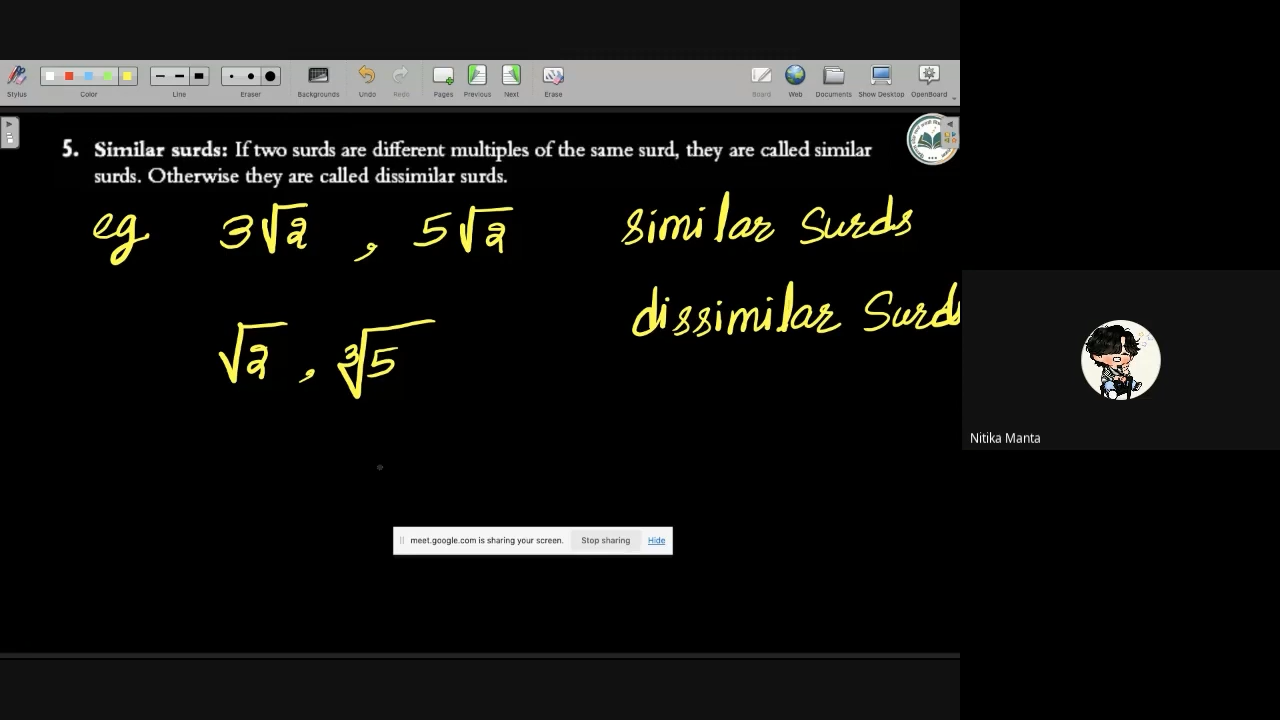 Stylus Color Line Eraser Backgrounds Undo Redo Pages Previous Next Erase Board Web Documents Show Desktop OpenBoard
5. Similar surds: If two surds are different multiples of the same surd, they are called similar
surds. Otherwise they are called dissimilar surds.
eg 3√2 , 5√2 similar surds
dissimilar surds
√2 , ∛5
Nitika Manta
meet.google.com is sharing your screen. Stop sharing Hide